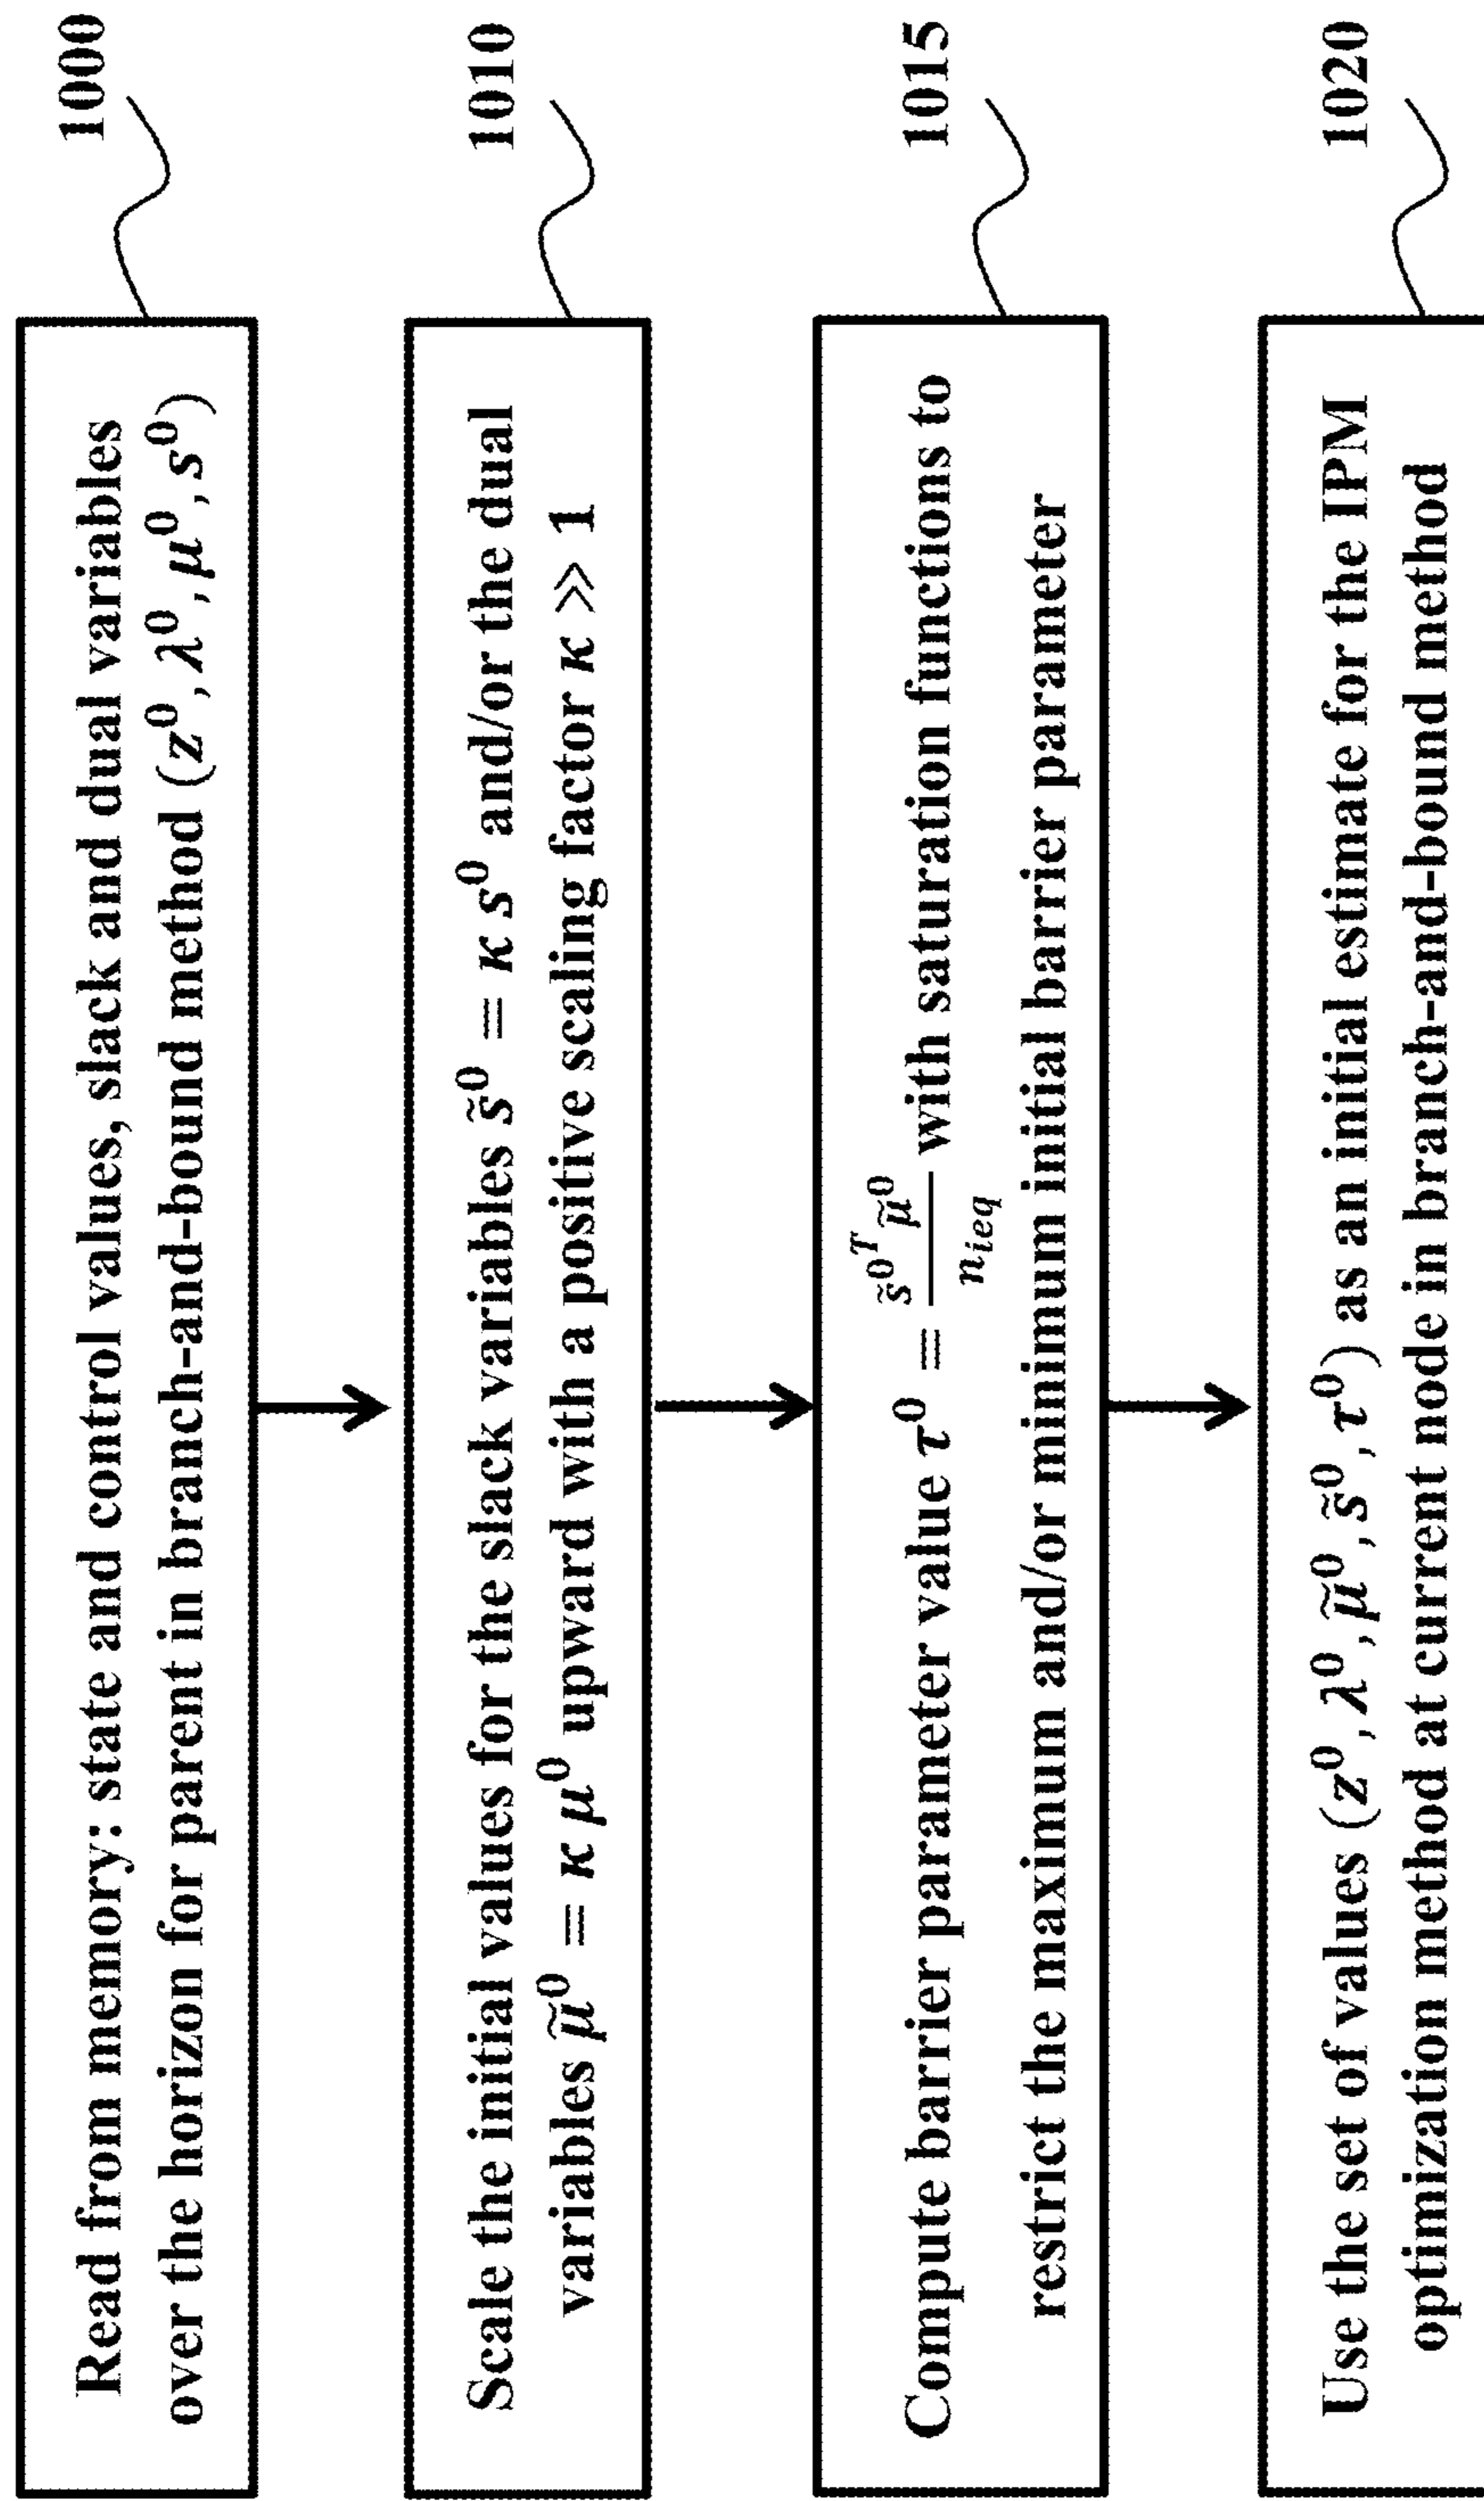 Read from memory: state and control values, slack and dual variables
over the horizon for parent in branch-and-bound method (z⁰, λ⁰, μ⁰, s⁰)
1000
Scale the initial values for the slack variables s̃⁰ = κ s⁰ and/or the dual
variables μ̃⁰ = κ μ⁰ upward with a positive scaling factor κ ≫ 1
1010
Compute barrier parameter value τ⁰ = s̃⁰ᵀ μ̃⁰ / n_ieq with saturation functions to
restrict the maximum and/or minimum initial barrier parameter
1015
Use the set of values (z⁰, λ⁰, μ̃⁰, s̃⁰, τ⁰) as an initial estimate for the IPM
optimization method at current node in branch-and-bound method
1020